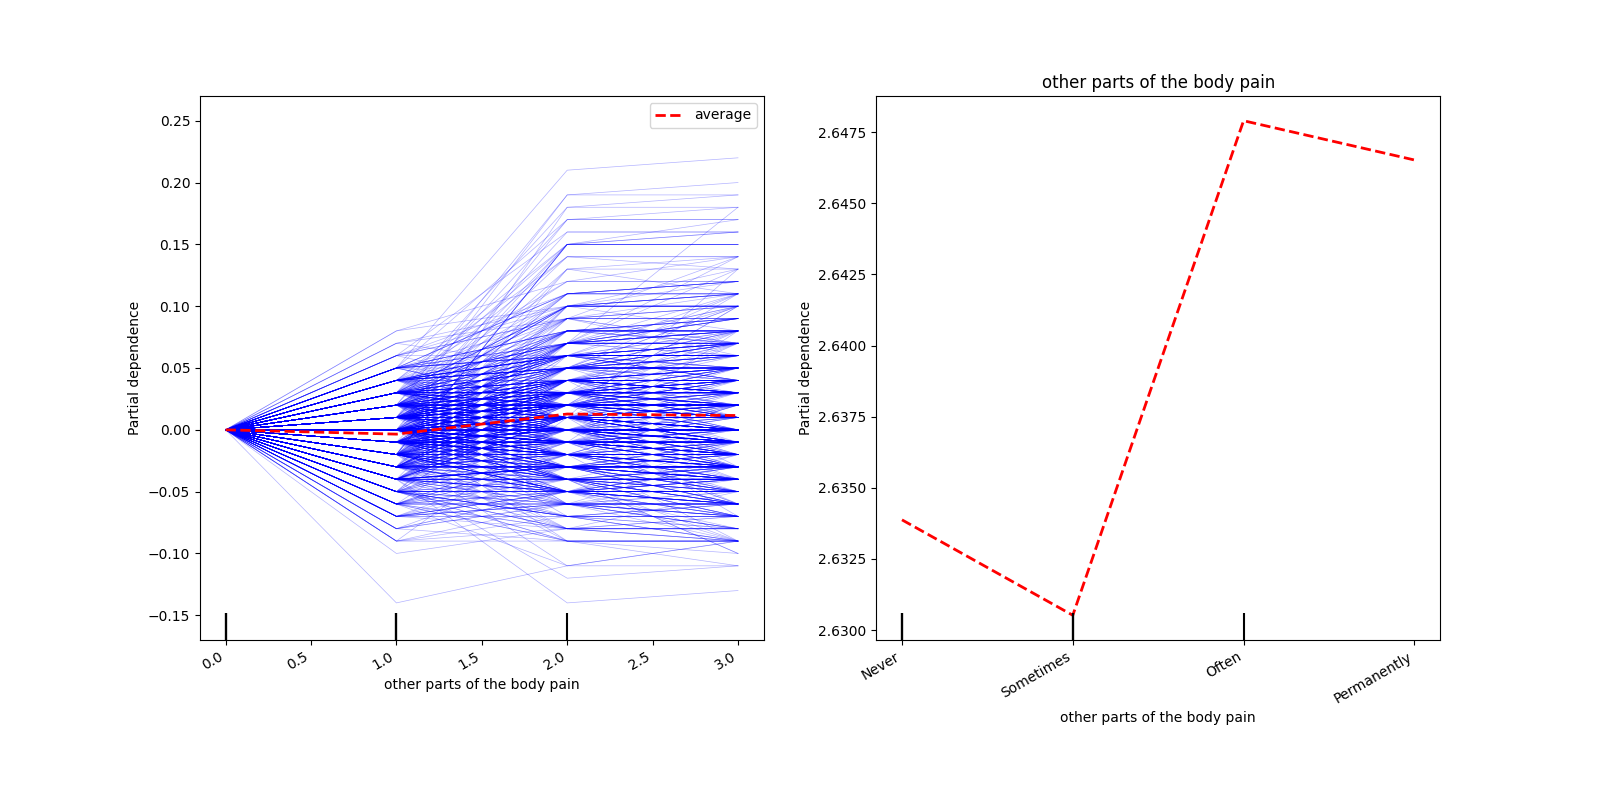 average
0.25
0.20
0.15
0.10
0.05
0.00
−0.05
−0.10
−0.15
Partial dependence
0.0
0.5
1.0
1.5
2.0
2.5
3.0
other parts of the body pain
other parts of the body pain
2.6475
2.6450
2.6425
2.6400
2.6375
2.6350
2.6325
2.6300
Partial dependence
Never
Sometimes
Often
Permanently
other parts of the body pain